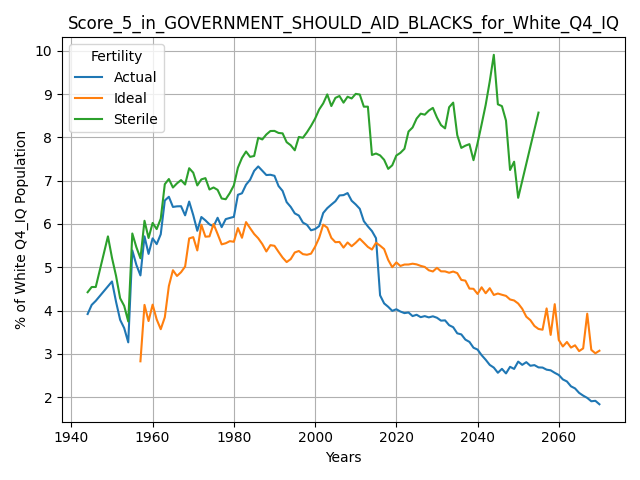 Score_5_in_GOVERNMENT_SHOULD_AID_BLACKS_for_White_Q4_IQ
Fertility
Actual
Ideal
Sterile
% of White Q4_IQ Population
10
9
8
7
6
5
4
3
2
1940
1960
1980
2000
2020
2040
2060
Years